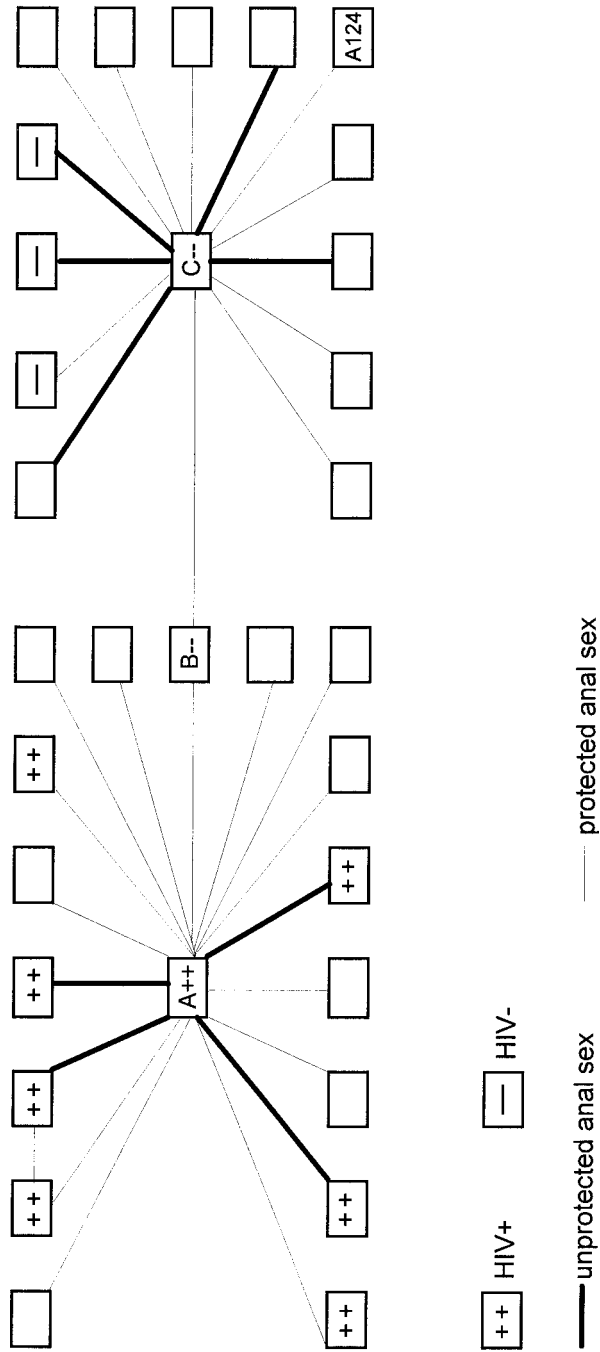 ++ ++ ++ ++ — — —
A++ B-- C--
++ ++ ++ A124
++ HIV+ — HIV-
unprotected anal sex protected anal sex